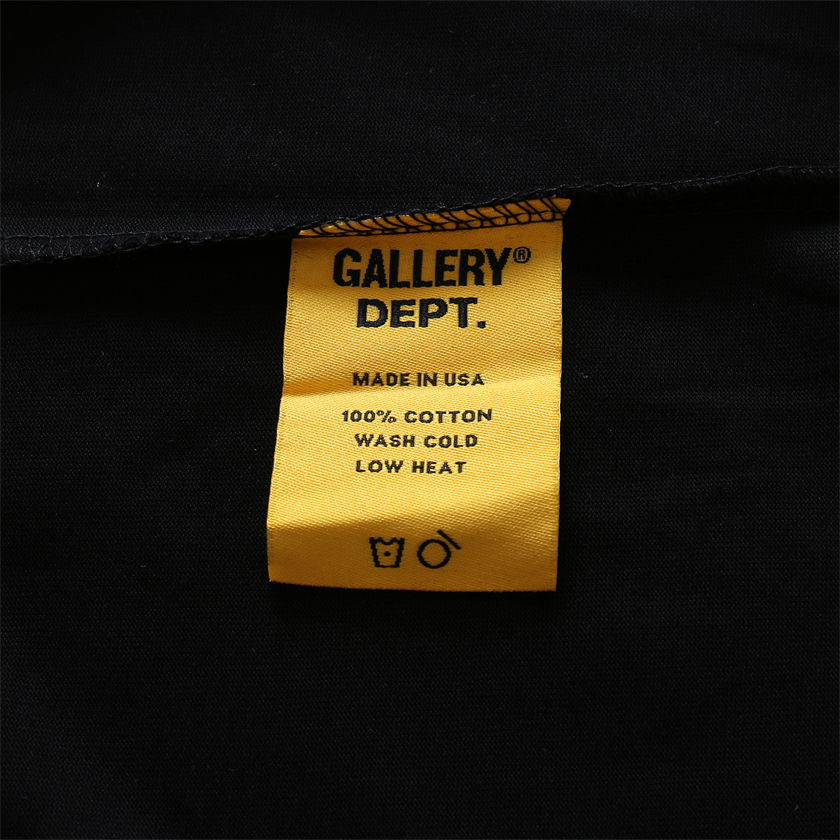 GALLERY®
DEPT.
MADE IN USA
100% COTTON
WASH COLD
LOW HEAT